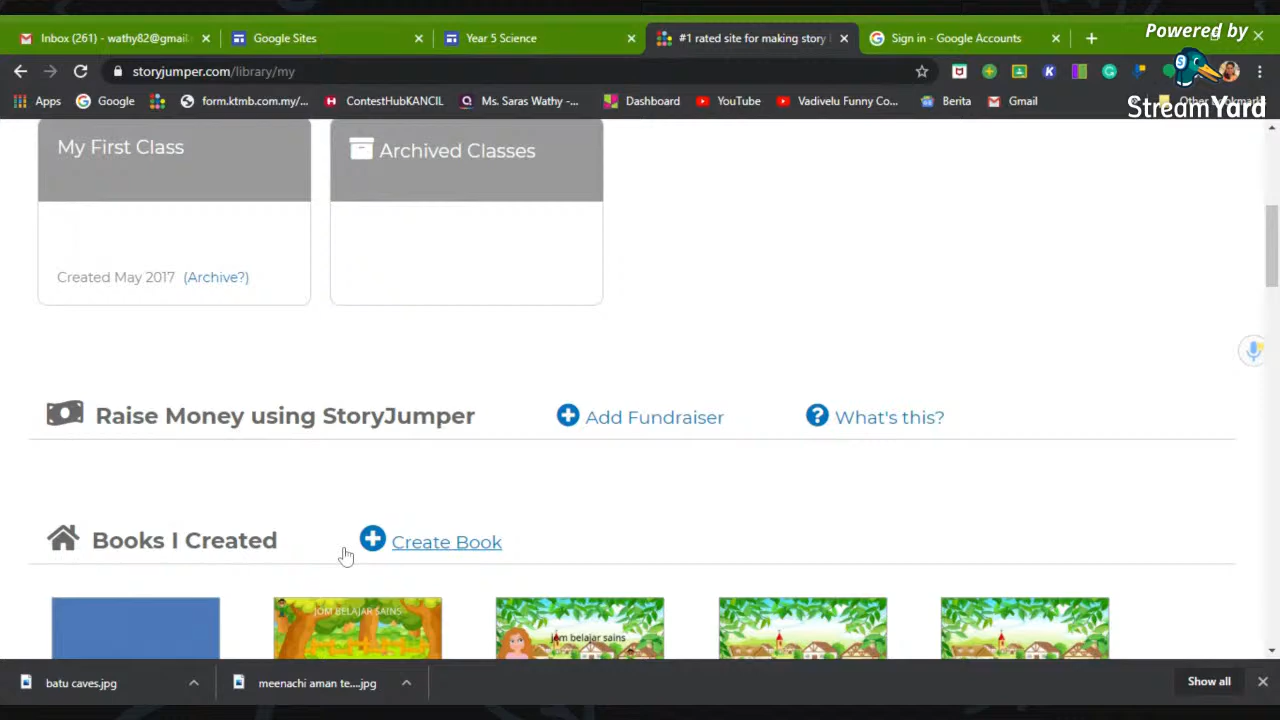 Powered by
StreamYard
Inbox (261) - wathy82@gmail
Google Sites
Year 5 Science
#1 rated site for making story
Sign in - Google Accounts
storyjumper.com/library/my
Apps
Google
form.ktmb.com.my/...
ContestHubKANCIL
Ms. Saras Wathy -...
Dashboard
YouTube
Vadivelu Funny Co...
Berita
Gmail
Other bookmarks
My First Class
Archived Classes
Created May 2017 (Archive?)
Raise Money using StoryJumper
Add Fundraiser
What's this?
Books I Created
Create Book
JOM BELAJAR SAINS
jom belajar sains
batu caves.jpg
meenachi aman te....jpg
Show all